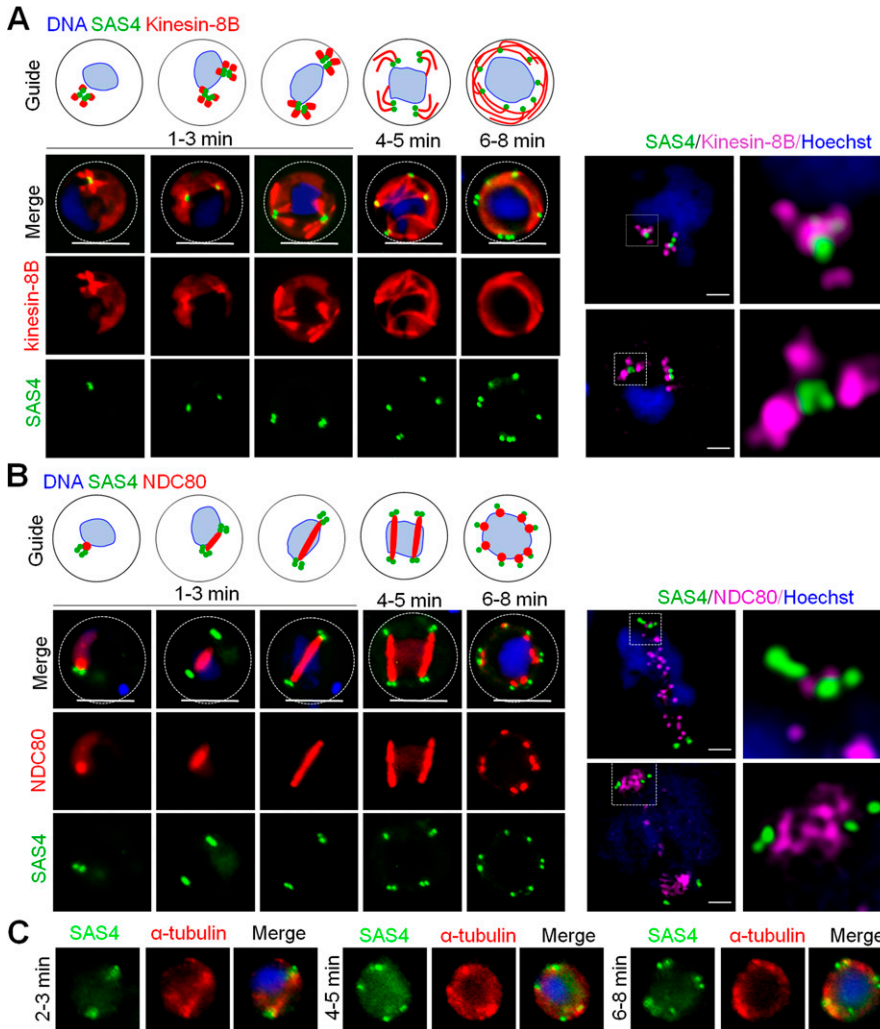 A
DNA SAS4 Kinesin-8B
Guide
1-3 min
4-5 min
6-8 min
Merge
kinesin-8B
SAS4
SAS4/Kinesin-8B/Hoechst
B
DNA SAS4 NDC80
Guide
1-3 min
4-5 min
6-8 min
Merge
NDC80
SAS4
SAS4/NDC80/Hoechst
C
2-3 min
SAS4
α-tubulin
Merge
4-5 min
SAS4
α-tubulin
Merge
6-8 min
SAS4
α-tubulin
Merge